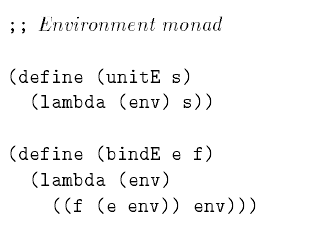 ;; Environment monad
(define (unitE s)
(lambda (env) s))
(define (bindE e f)
(lambda (env)
((f (e env)) env)))